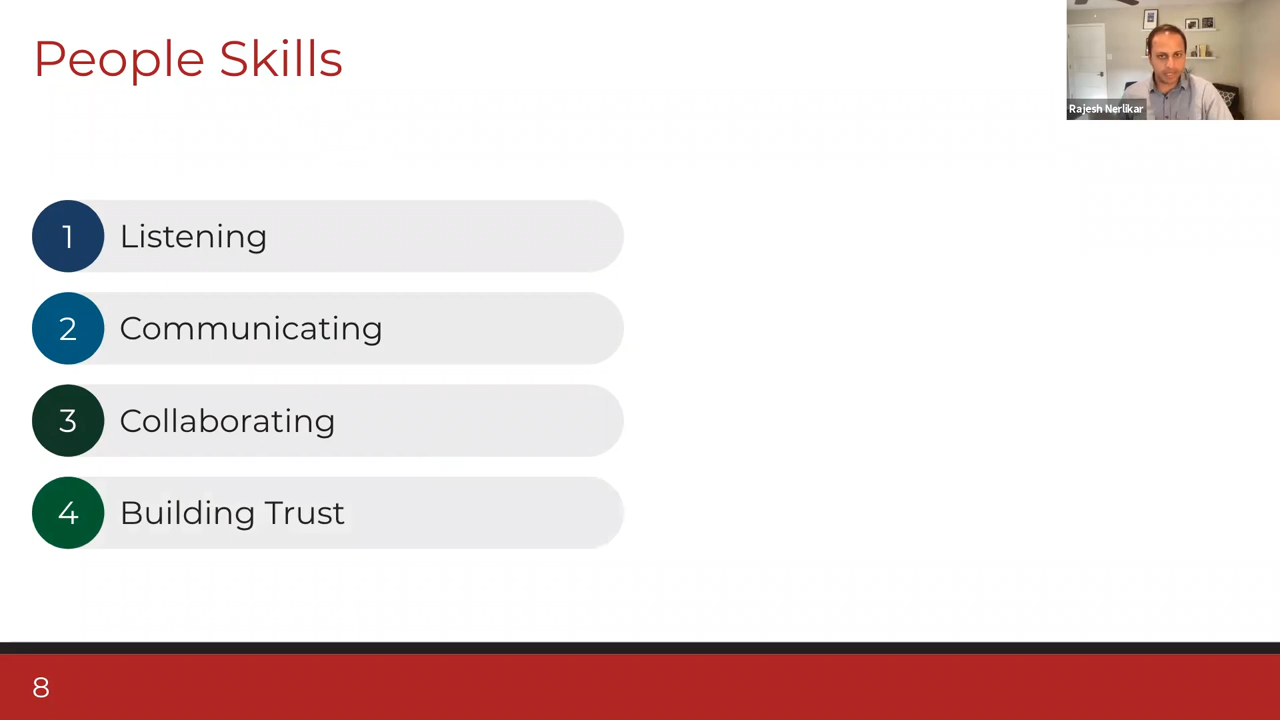 People Skills
Rajesh Nerlikar
1 Listening
2 Communicating
3 Collaborating
4 Building Trust
8